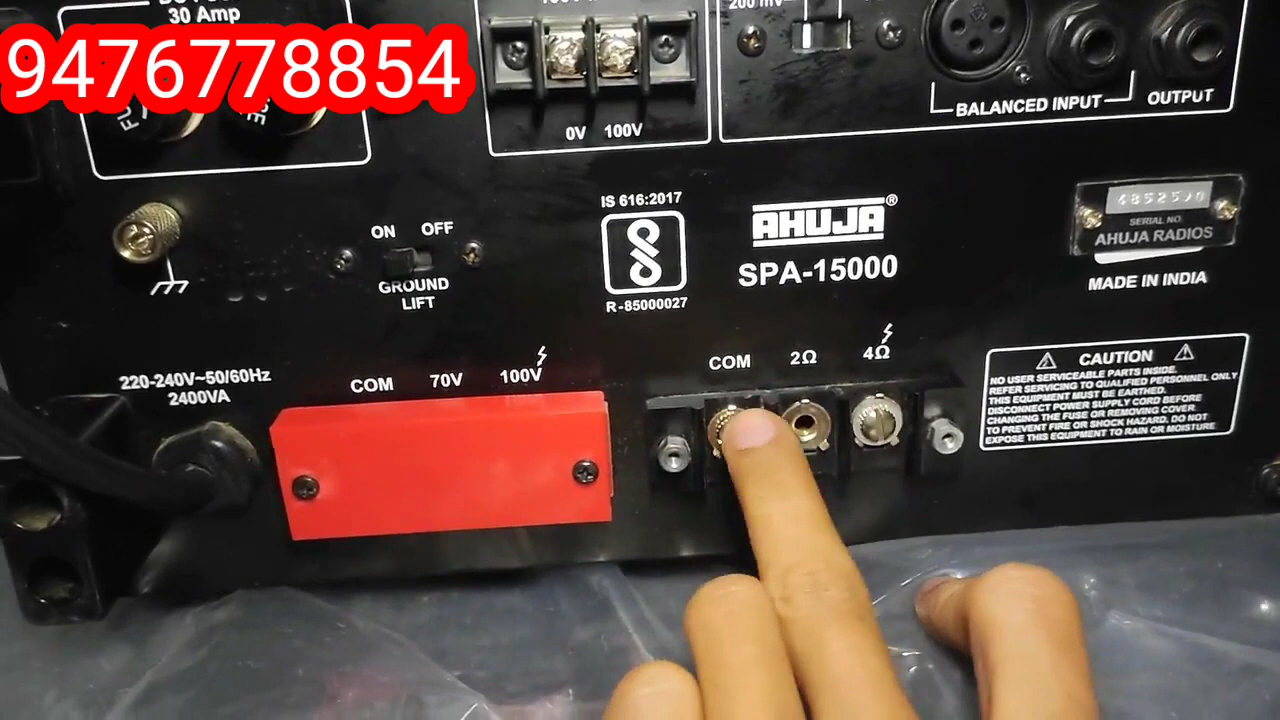 30 Amp
9476778854
200 mV
0V 100V
BALANCED INPUT
OUTPUT
IS 616:2017
R-85000027
AHUJA®
SPA-15000
SERIAL NO.
AHUJA RADIOS
MADE IN INDIA
ON OFF
GROUND
LIFT
220-240V~50/60Hz
2400VA
COM 70V 100V
COM 2Ω 4Ω
CAUTION
NO USER SERVICEABLE PARTS INSIDE.
REFER SERVICING TO QUALIFIED PERSONNEL ONLY
THIS EQUIPMENT MUST BE EARTHED.
DISCONNECT POWER SUPPLY CORD BEFORE
CHANGING THE FUSE OR REMOVING COVER
TO PREVENT FIRE OR SHOCK HAZARD, DO NOT
EXPOSE THIS EQUIPMENT TO RAIN OR MOISTURE